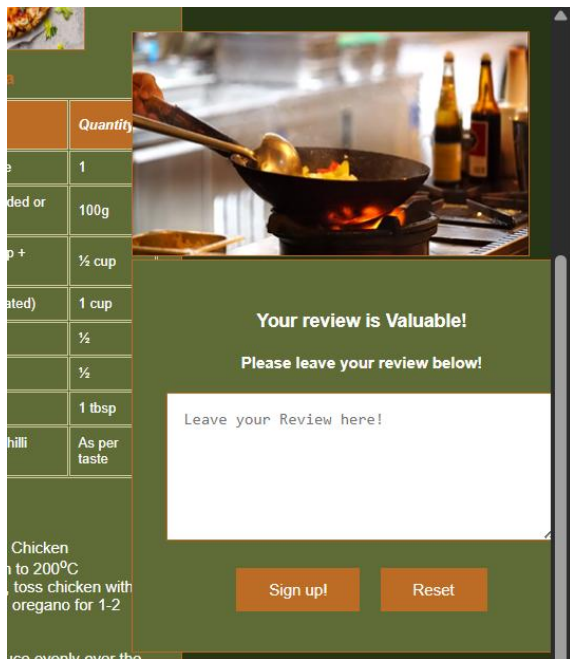 Quantity
1
ded or
100g
p +
½ cup
ated)
1 cup
½
½
1 tbsp
hilli
As per
taste
Chicken
to 200⁰C
, toss chicken with
oregano for 1-2
Your review is Valuable!
Please leave your review below!
Leave your Review here!
Sign up!
Reset